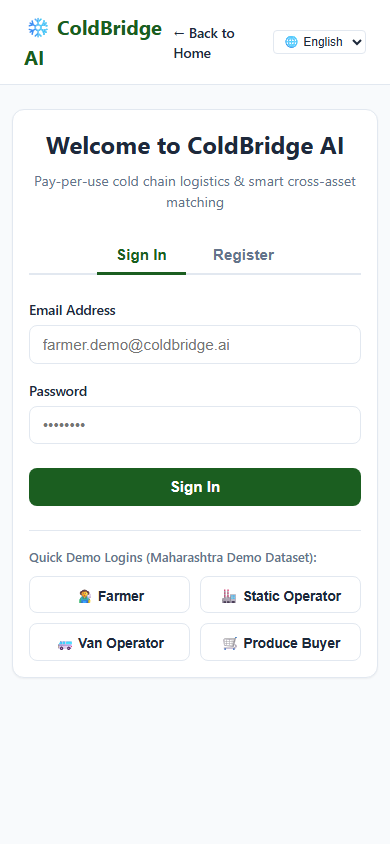 ColdBridge
AI
← Back to
Home
English
Welcome to ColdBridge AI
Pay-per-use cold chain logistics & smart cross-asset
matching
Sign In
Register
Email Address
farmer.demo@coldbridge.ai
Password
••••••••
Sign In
Quick Demo Logins (Maharashtra Demo Dataset):
Farmer
Static Operator
Van Operator
Produce Buyer